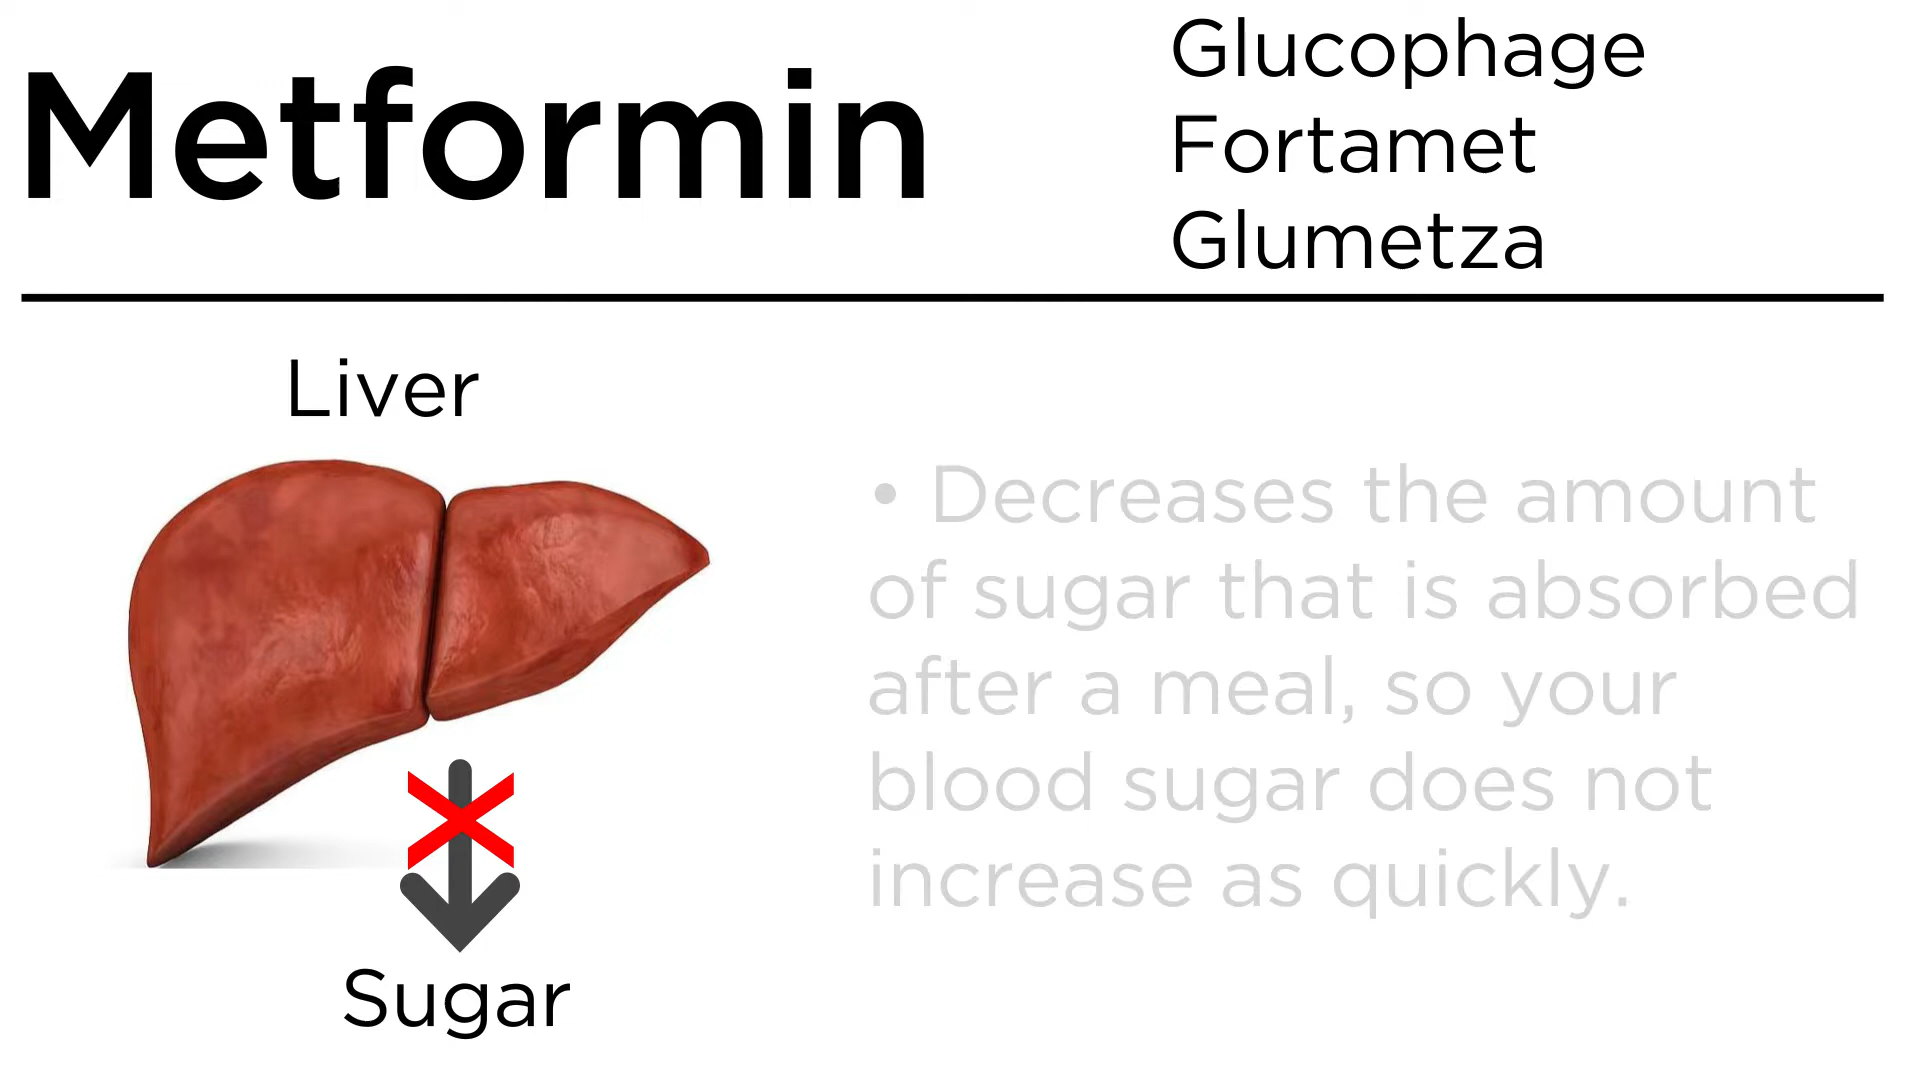 Metformin
Glucophage
Fortamet
Glumetza
Liver
Sugar
• Decreases the amount
of sugar that is absorbed
after a meal, so your
blood sugar does not
increase as quickly.